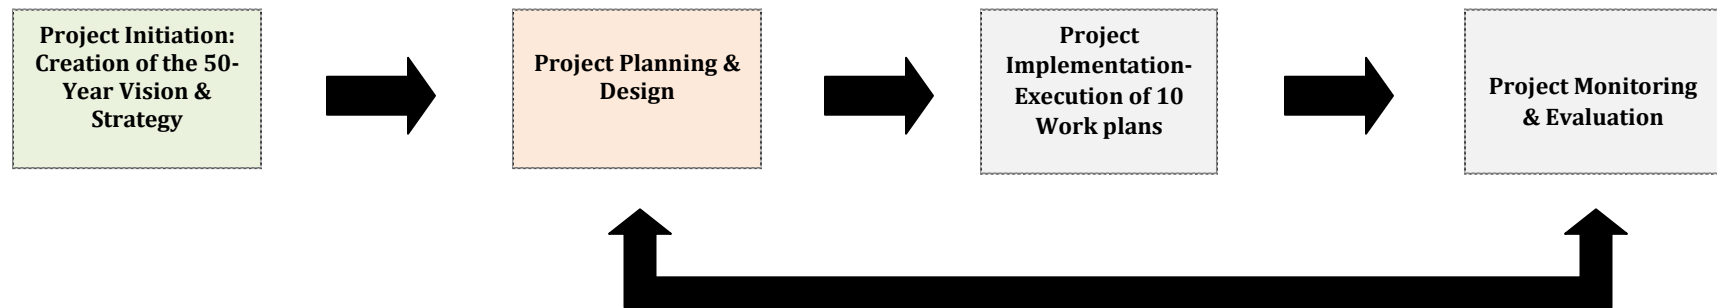 Project Initiation:
Creation of the 50-
Year Vision &
Strategy
Project Planning &
Design
Project
Implementation-
Execution of 10
Work plans
Project Monitoring
& Evaluation